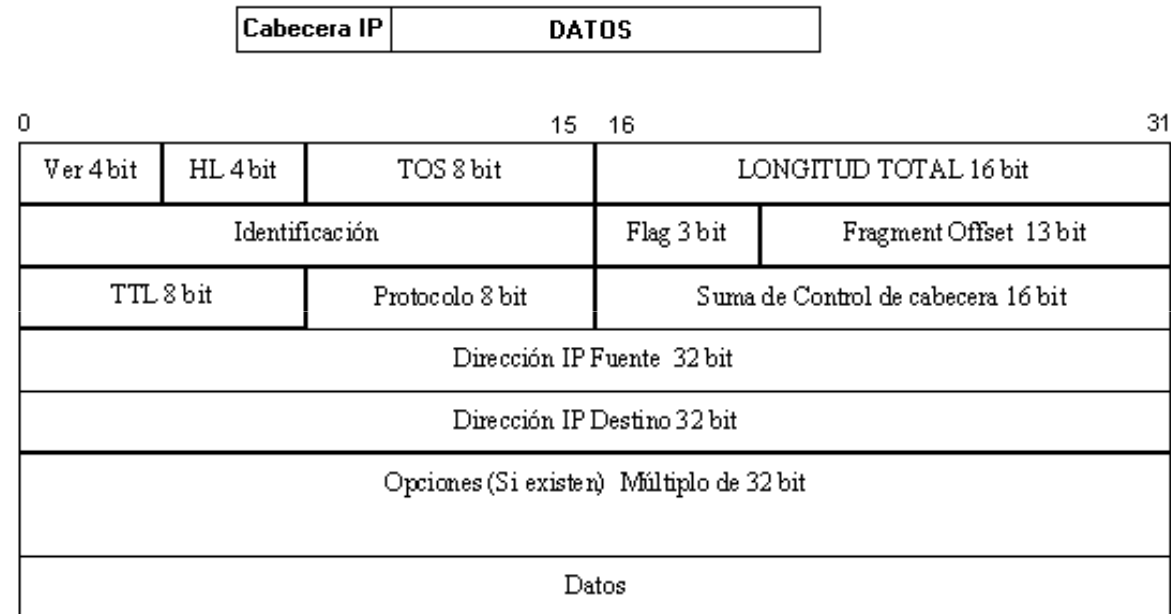 Cabecera IP DATOS
0 15 16 31
Ver 4 bit HL 4 bit TOS 8 bit LONGITUD TOTAL 16 bit
Identificación Flag 3 bit Fragment Offset 13 bit
TTL 8 bit Protocolo 8 bit Suma de Control de cabecera 16 bit
Dirección IP Fuente 32 bit
Dirección IP Destino 32 bit
Opciones (Si existen) Múltiplo de 32 bit
Datos